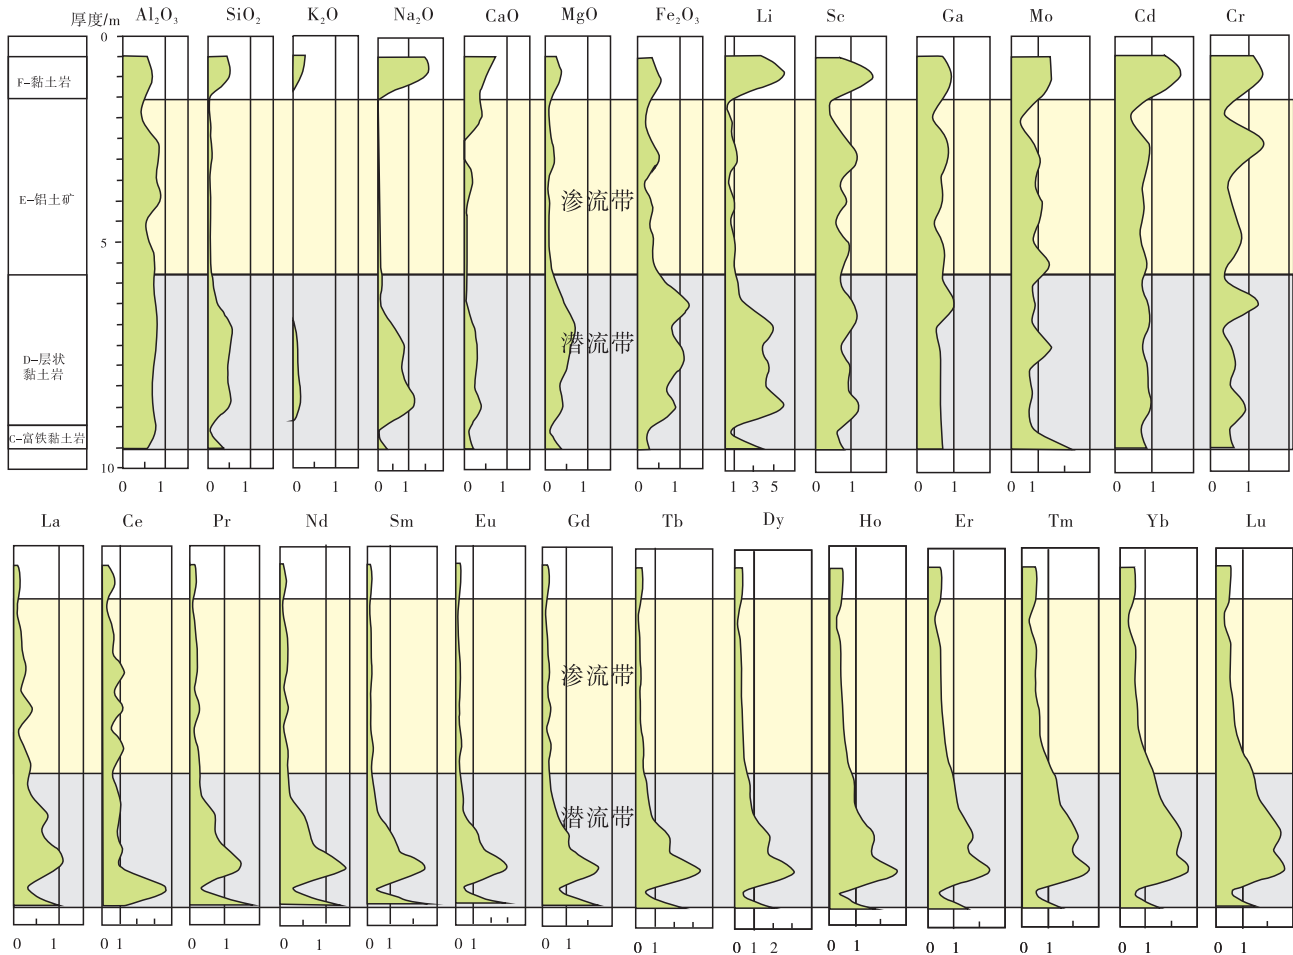 厚度/m Al₂O₃ SiO₂ K₂O Na₂O CaO MgO Fe₂O₃ Li Sc Ga Mo Cd Cr
0
F-黏土岩
E-铝土矿
渗流带
5
潜流带
D-层状
黏土岩
C-富铁黏土岩
10
0 1 0 1 0 1 0 1 0 1 0 1 0 1 1 3 5 0 1 0 1 0 1 0 1 0 1
La Ce Pr Nd Sm Eu Gd Tb Dy Ho Er Tm Yb Lu
渗流带
潜流带
0 1 0 1 0 1 0 1 0 1 0 1 0 1 0 1 0 1 2 0 1 0 1 0 1 0 1 0 1